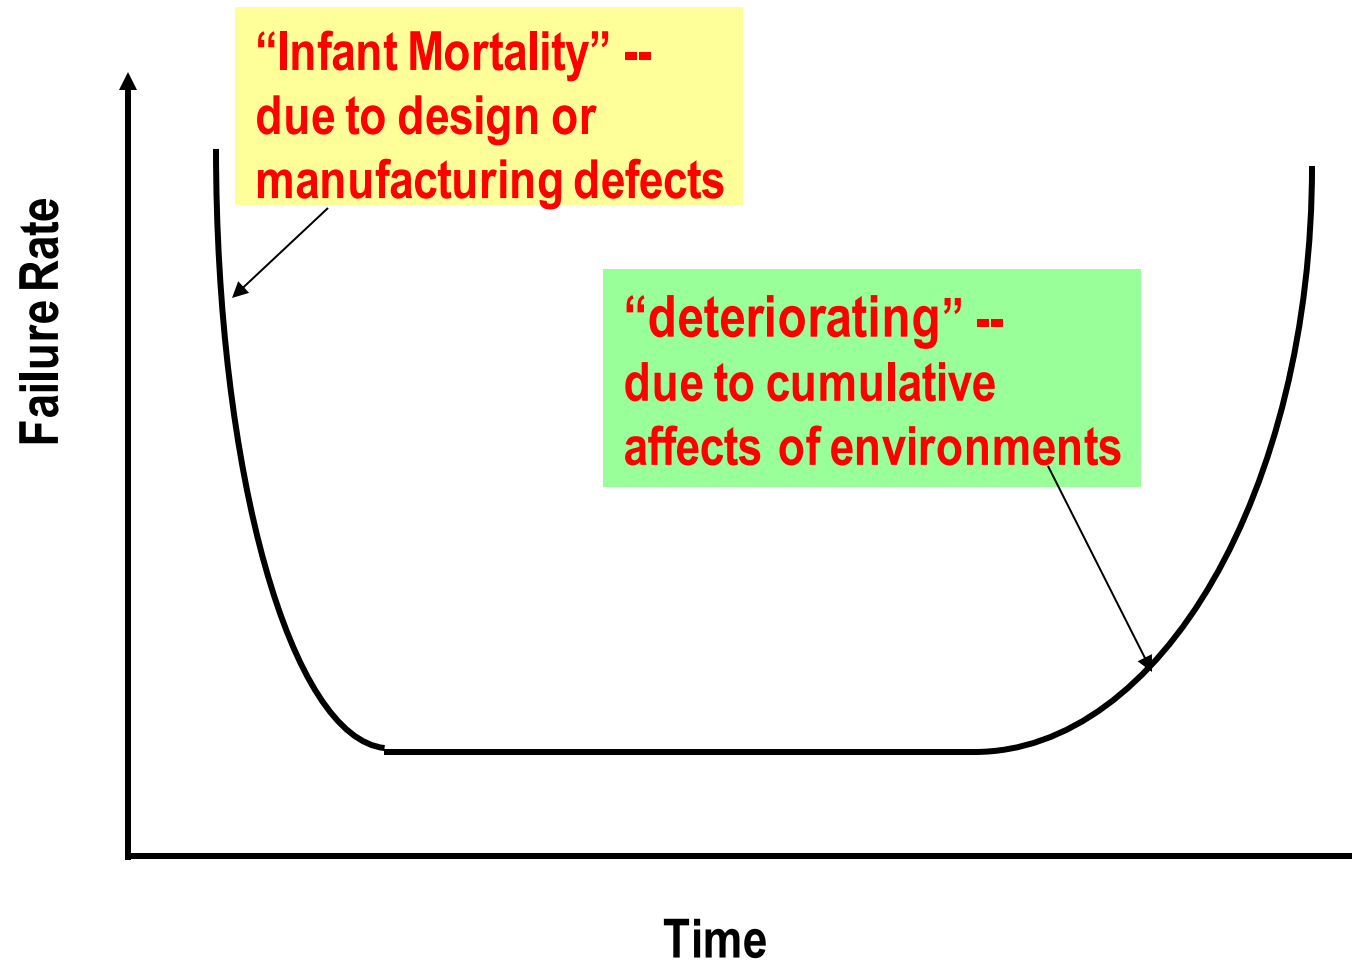 “Infant Mortality” --
due to design or
manufacturing defects
Failure Rate
“deteriorating” --
due to cumulative
affects of environments
Time